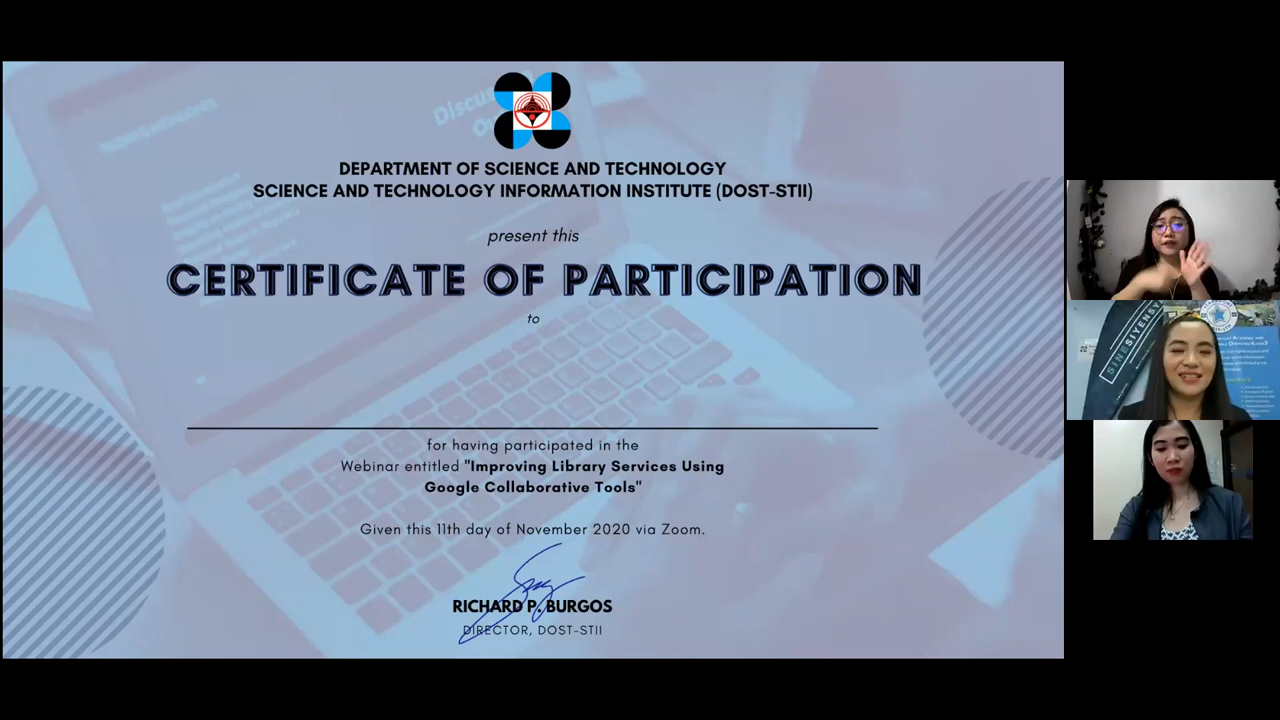 DEPARTMENT OF SCIENCE AND TECHNOLOGY
SCIENCE AND TECHNOLOGY INFORMATION INSTITUTE (DOST-STII)
present this
CERTIFICATE OF PARTICIPATION
to
for having participated in the
Webinar entitled "Improving Library Services Using
Google Collaborative Tools"
Given this 11th day of November 2020 via Zoom.
RICHARD P. BURGOS
DIRECTOR, DOST-STII
SINESIYENSYA